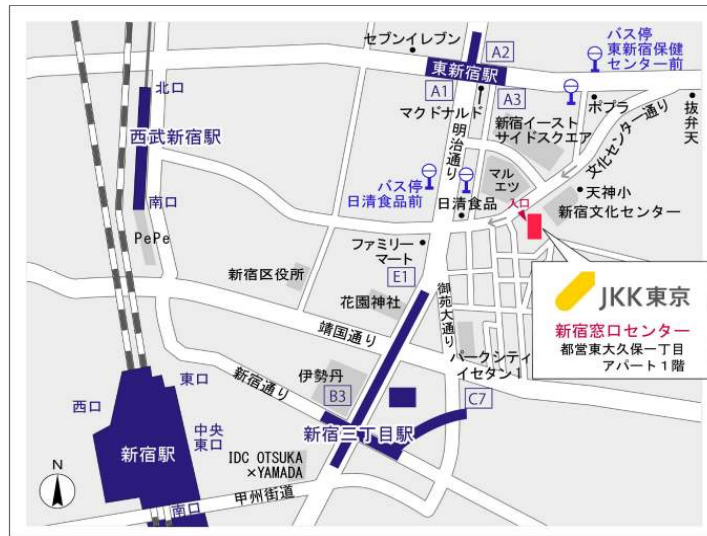 セブンイレブン
A2
バス停
東新宿保健
センター前
東新宿駅
A1
A3
マクドナルド
ポプラ
抜弁天
北口
西武新宿駅
南口
PePe
明治通り
新宿イースト
サイドスクエア
文化センター通り
バス停
日清食品前
日清食品
マル
エツ
入口
天神小
新宿文化センター
ファミリー
マート
E1
新宿区役所
花園神社
御苑大通り
靖国通り
JKK東京
新宿窓口センター
都営東大久保一丁目
アパート1階
パークシティ
イセタン1
新宿通り
伊勢丹
B3
C7
新宿三丁目駅
東口
西口
中央
東口
新宿駅
南口
IDC OTSUKA
×YAMADA
甲州街道
N